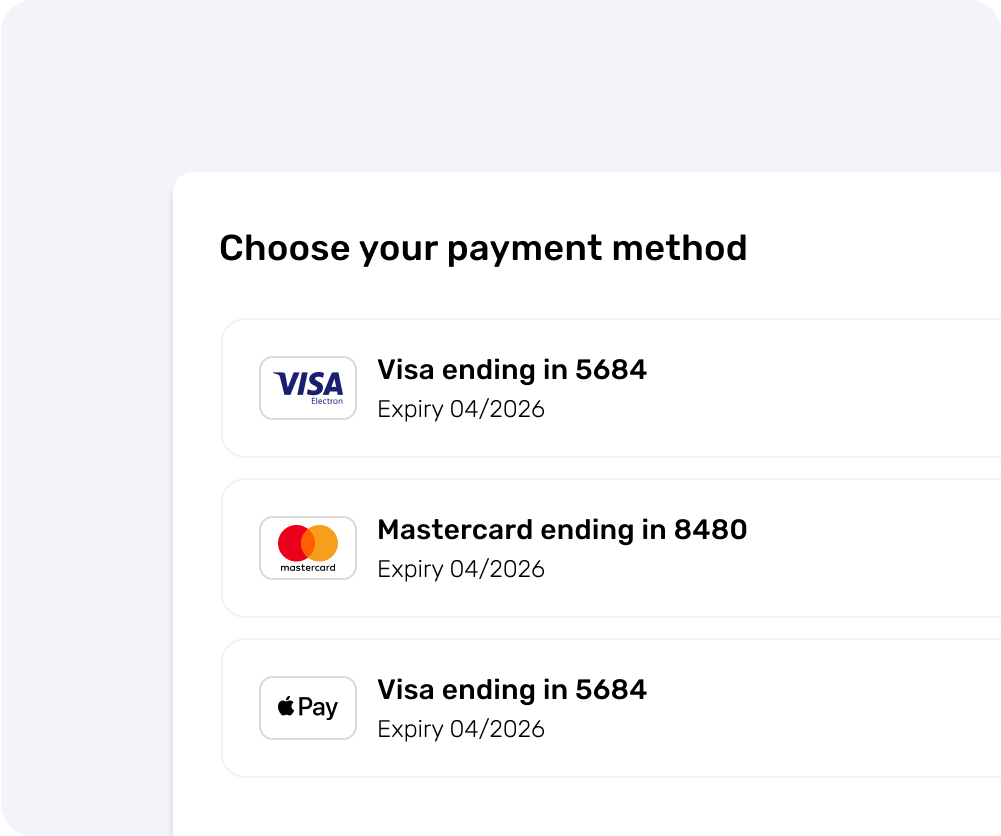 Choose your payment method
VISA
Electron
Visa ending in 5684
Expiry 04/2026
mastercard
Mastercard ending in 8480
Expiry 04/2026
Pay
Visa ending in 5684
Expiry 04/2026